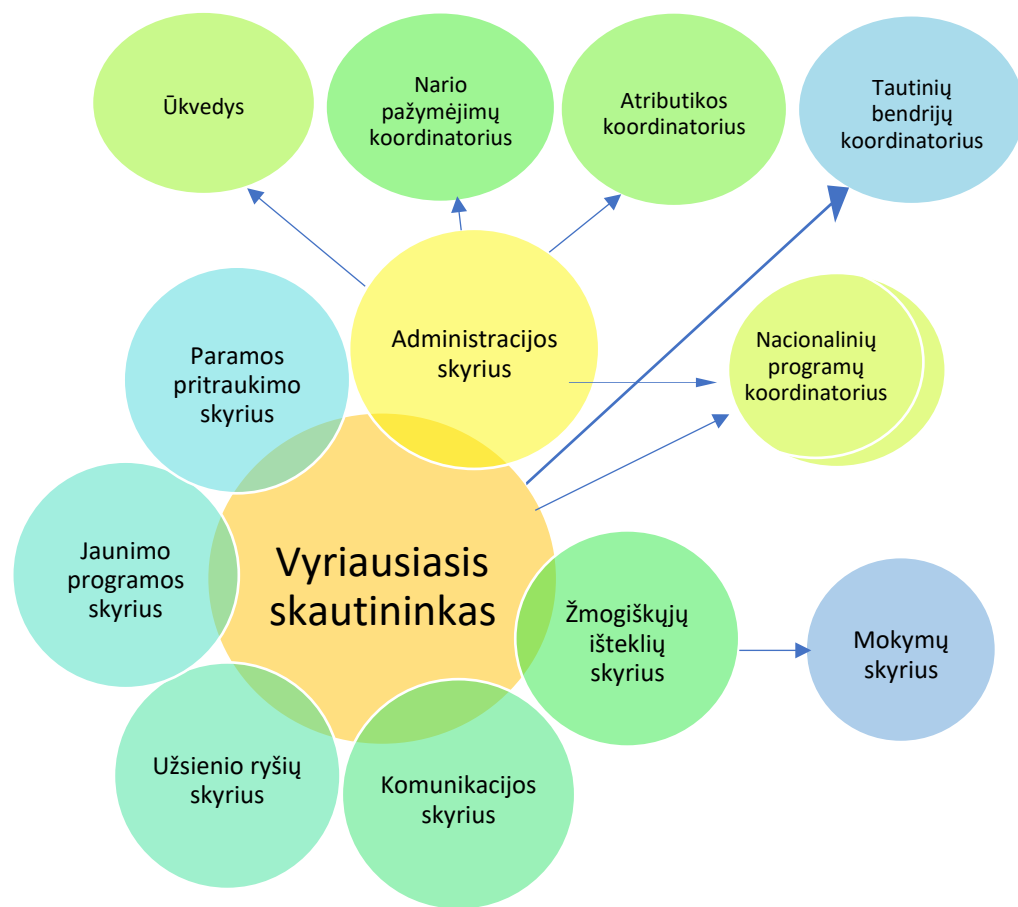 Ūkvedys
Nario
pažymėjimų
koordinatorius
Atributikos
koordinatorius
Tautinių
bendrijų
koordinatorius
Administracijos
skyrius
Nacionalinių
programų
koordinatorius
Paramos
pritraukimo
skyrius
Jaunimo
programos
skyrius
Vyriausiasis
skautininkas
Žmogiškųjų
išteklių
skyrius
Mokymų
skyrius
Užsienio ryšių
skyrius
Komunikacijos
skyrius